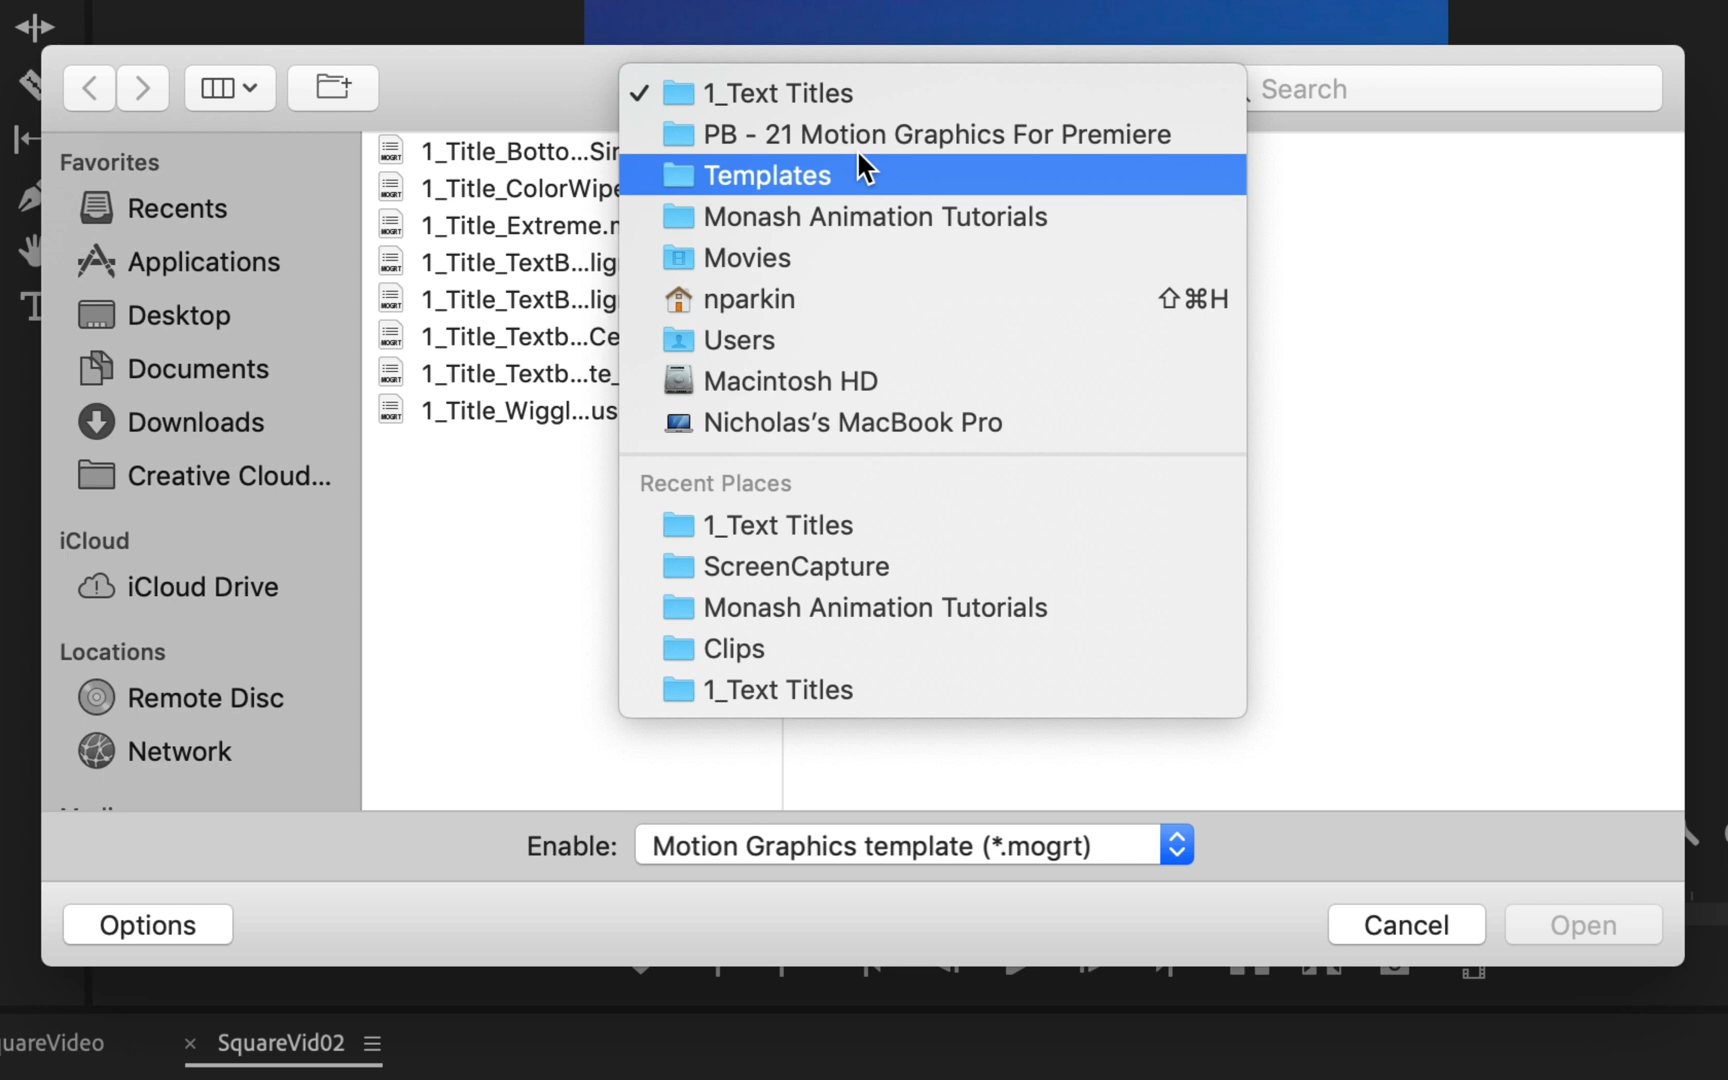 Search
Favorites
Recents
Applications
Desktop
Documents
Downloads
Creative Cloud...
iCloud
iCloud Drive
Locations
Remote Disc
Network
1_Title_Botto...Sir
1_Title_ColorWipe
1_Title_Extreme.
1_Title_TextB...lig
1_Title_TextB...lig
1_Title_Textb...Ce
1_Title_Textb...te_
1_Title_Wiggl...us
1_Text Titles
PB - 21 Motion Graphics For Premiere
Templates
Monash Animation Tutorials
Movies
nparkin ⇧⌘H
Users
Macintosh HD
Nicholas’s MacBook Pro
Recent Places
1_Text Titles
ScreenCapture
Monash Animation Tutorials
Clips
1_Text Titles
Enable: Motion Graphics template (*.mogrt)
Options
Cancel
Open
uareVideo
× SquareVid02